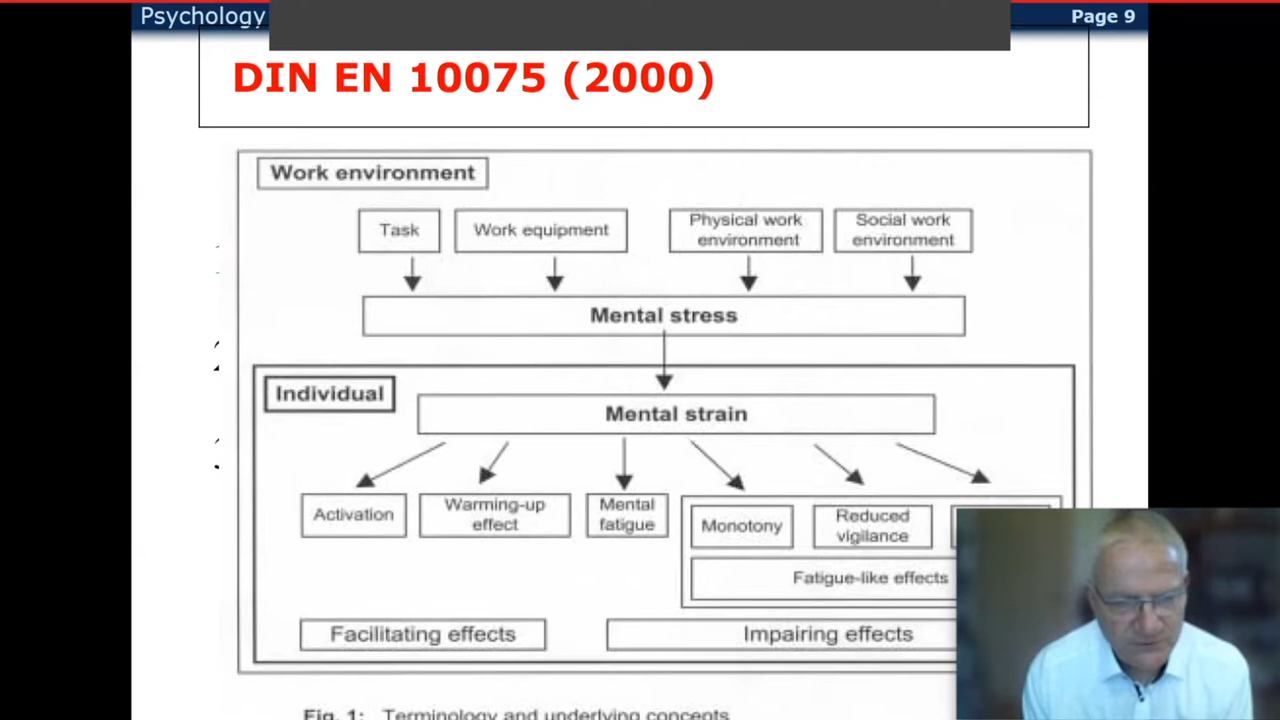 Psychology
Page 9
DIN EN 10075 (2000)
Work environment
Task
Work equipment
Physical work
environment
Social work
environment
Mental stress
Individual
Mental strain
Activation
Warming-up
effect
Mental
fatigue
Monotony
Reduced
vigilance
Fatigue-like effects
Facilitating effects
Impairing effects
Fig. 1: Terminology and underlying concepts